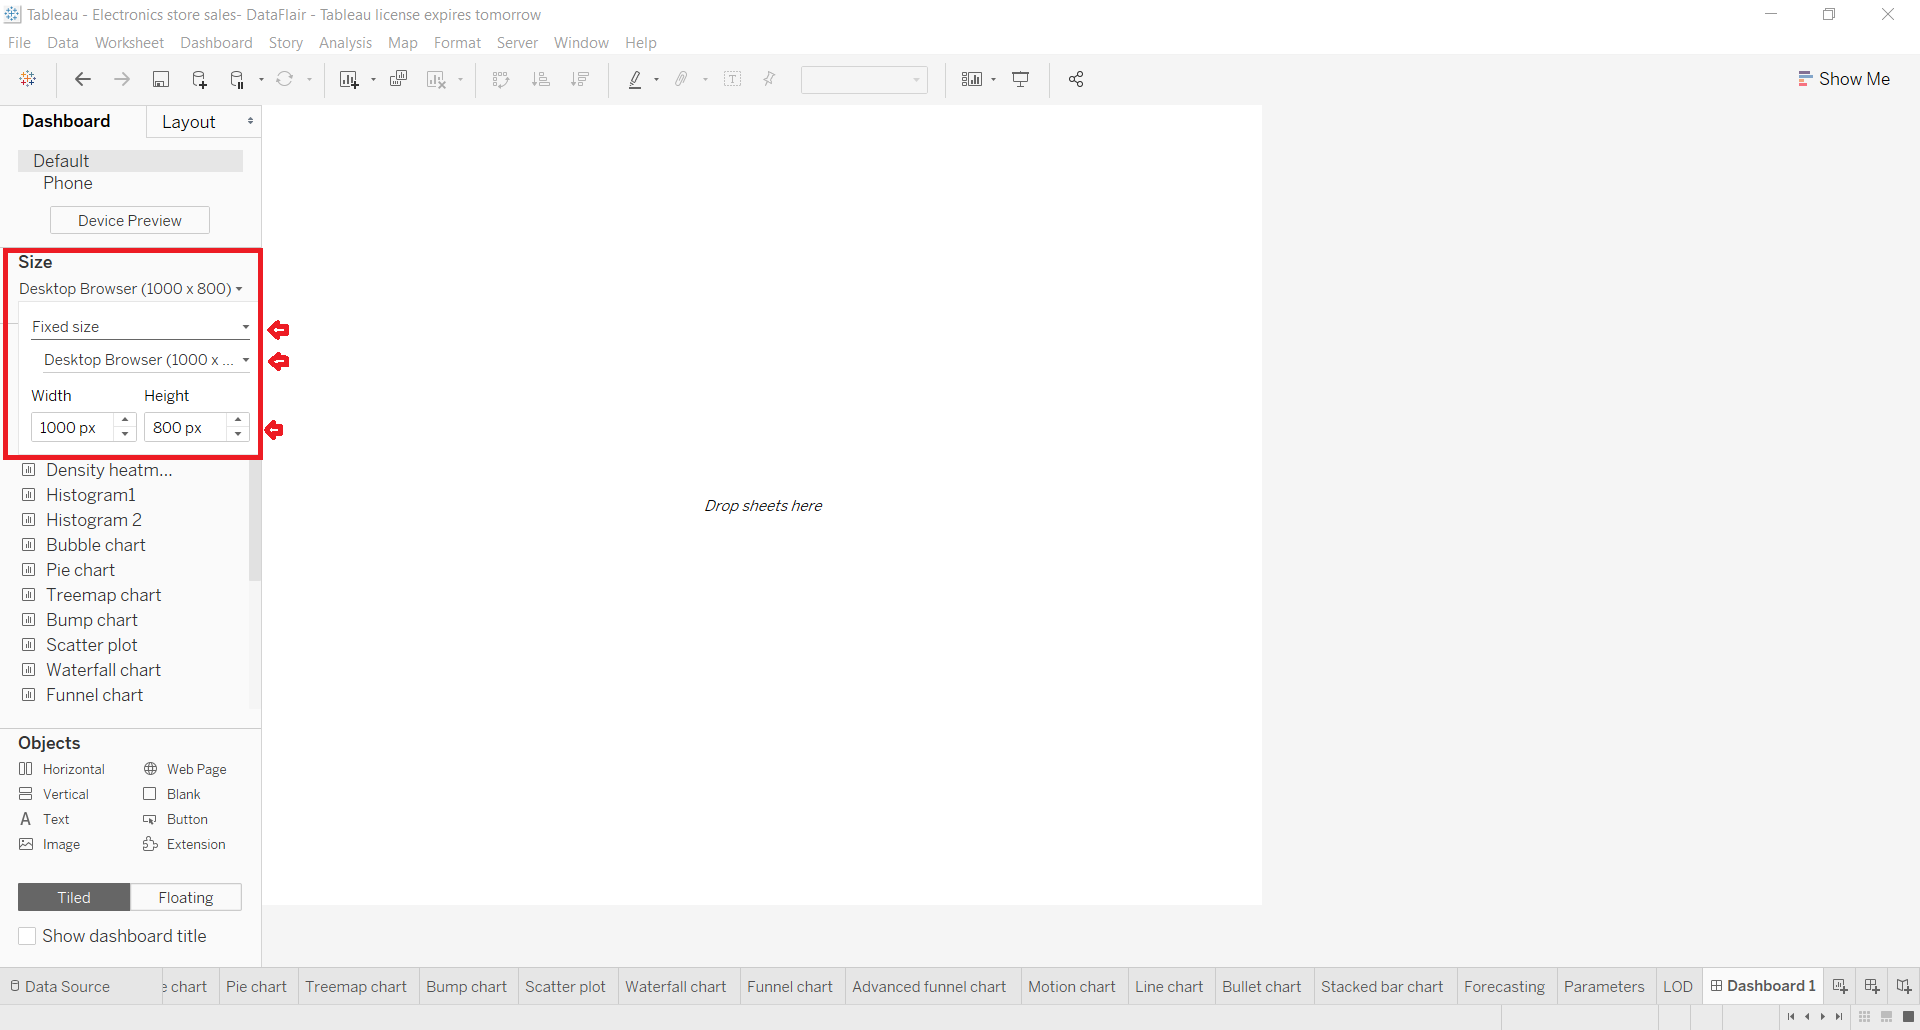 Tableau - Electronics store sales- DataFlair - Tableau license expires tomorrow
File Data Worksheet Dashboard Story Analysis Map Format Server Window Help
Show Me
Dashboard Layout
Default
Phone
Device Preview
Size
Desktop Browser (1000 x 800)
Fixed size
Desktop Browser (1000 x ...
Width Height
1000 px 800 px
Density heatm...
Histogram1
Histogram 2
Bubble chart
Pie chart
Treemap chart
Bump chart
Scatter plot
Waterfall chart
Funnel chart
Drop sheets here
Objects
Horizontal Web Page
Vertical Blank
Text Button
Image Extension
Tiled Floating
Show dashboard title
Data Source e chart Pie chart Treemap chart Bump chart Scatter plot Waterfall chart Funnel chart Advanced funnel chart Motion chart Line chart Bullet chart Stacked bar chart Forecasting Parameters LOD Dashboard 1